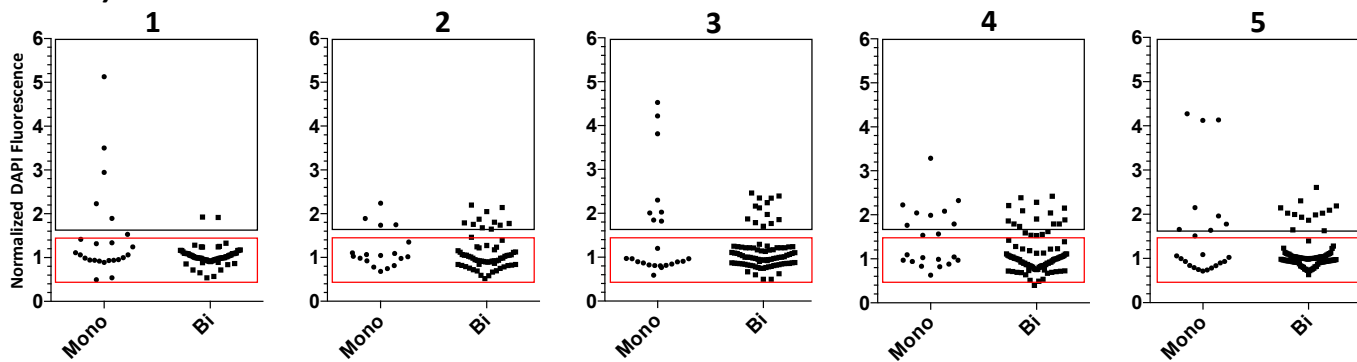 1 2 3 4 5
Normalized DAPI Fluorescence
6 6 6 6 6
5 5 5 5 5
4 4 4 4 4
3 3 3 3 3
2 2 2 2 2
1 1 1 1 1
0 0 0 0 0
Mono Bi Mono Bi Mono Bi Mono Bi Mono Bi